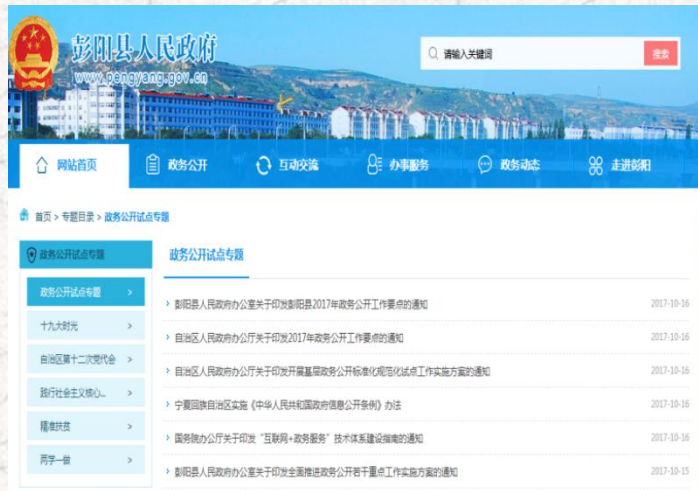 彭阳县人民政府
www.pengyang.gov.cn
请输入关键词
搜索
网站首页 政务公开 互动交流 办事服务 政务动态 走进彭阳
首页 > 专题目录 > 政务公开试点专题
政务公开试点专题
政务公开试点专题 >
十九大时光 >
自治区第十二次党代会 >
践行社会主义核心... >
精准扶贫 >
两学一做 >
政务公开试点专题
› 彭阳县人民政府办公室关于印发彭阳县2017年政务公开工作要点的通知 2017-10-16
› 自治区人民政府办公厅关于印发2017年政务公开工作要点的通知 2017-10-16
› 自治区人民政府办公厅关于印发开展基层政务公开标准化规范化试点工作实施方案的通知 2017-10-16
› 宁夏回族自治区实施《中华人民共和国政府信息公开条例》办法 2017-10-16
› 国务院办公厅关于印发“互联网+政务服务”技术体系建设指南的通知 2017-10-16
› 彭阳县人民政府办公室关于印发全面推进政务公开若干重点工作实施方案的通知 2017-10-15